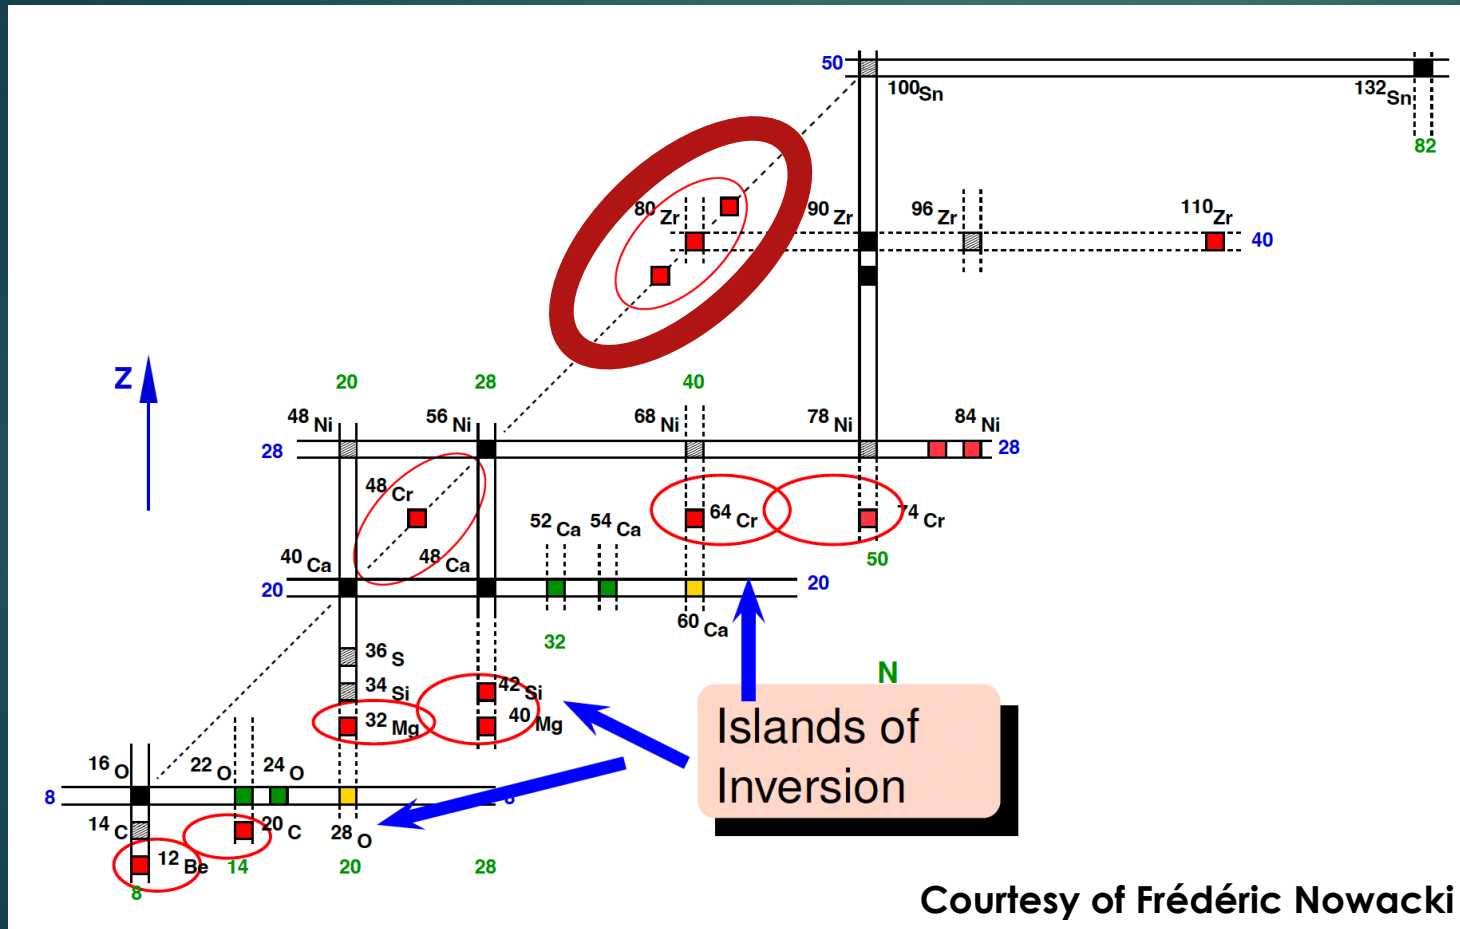 50
100Sn
132Sn
82
80Zr
90Zr
96Zr
110Zr
40
Z
20
28
40
48Ni
56Ni
68Ni
78Ni
84Ni
28
28
48Cr
64Cr
74Cr
52Ca
54Ca
40Ca
48Ca
50
20
20
60Ca
32
36S
N
34Si
42Si
32Mg
40Mg
Islands of
Inversion
16O
22O
24O
8
8
14C
20C
28O
12Be
14
20
28
8
Courtesy of Frédéric Nowacki